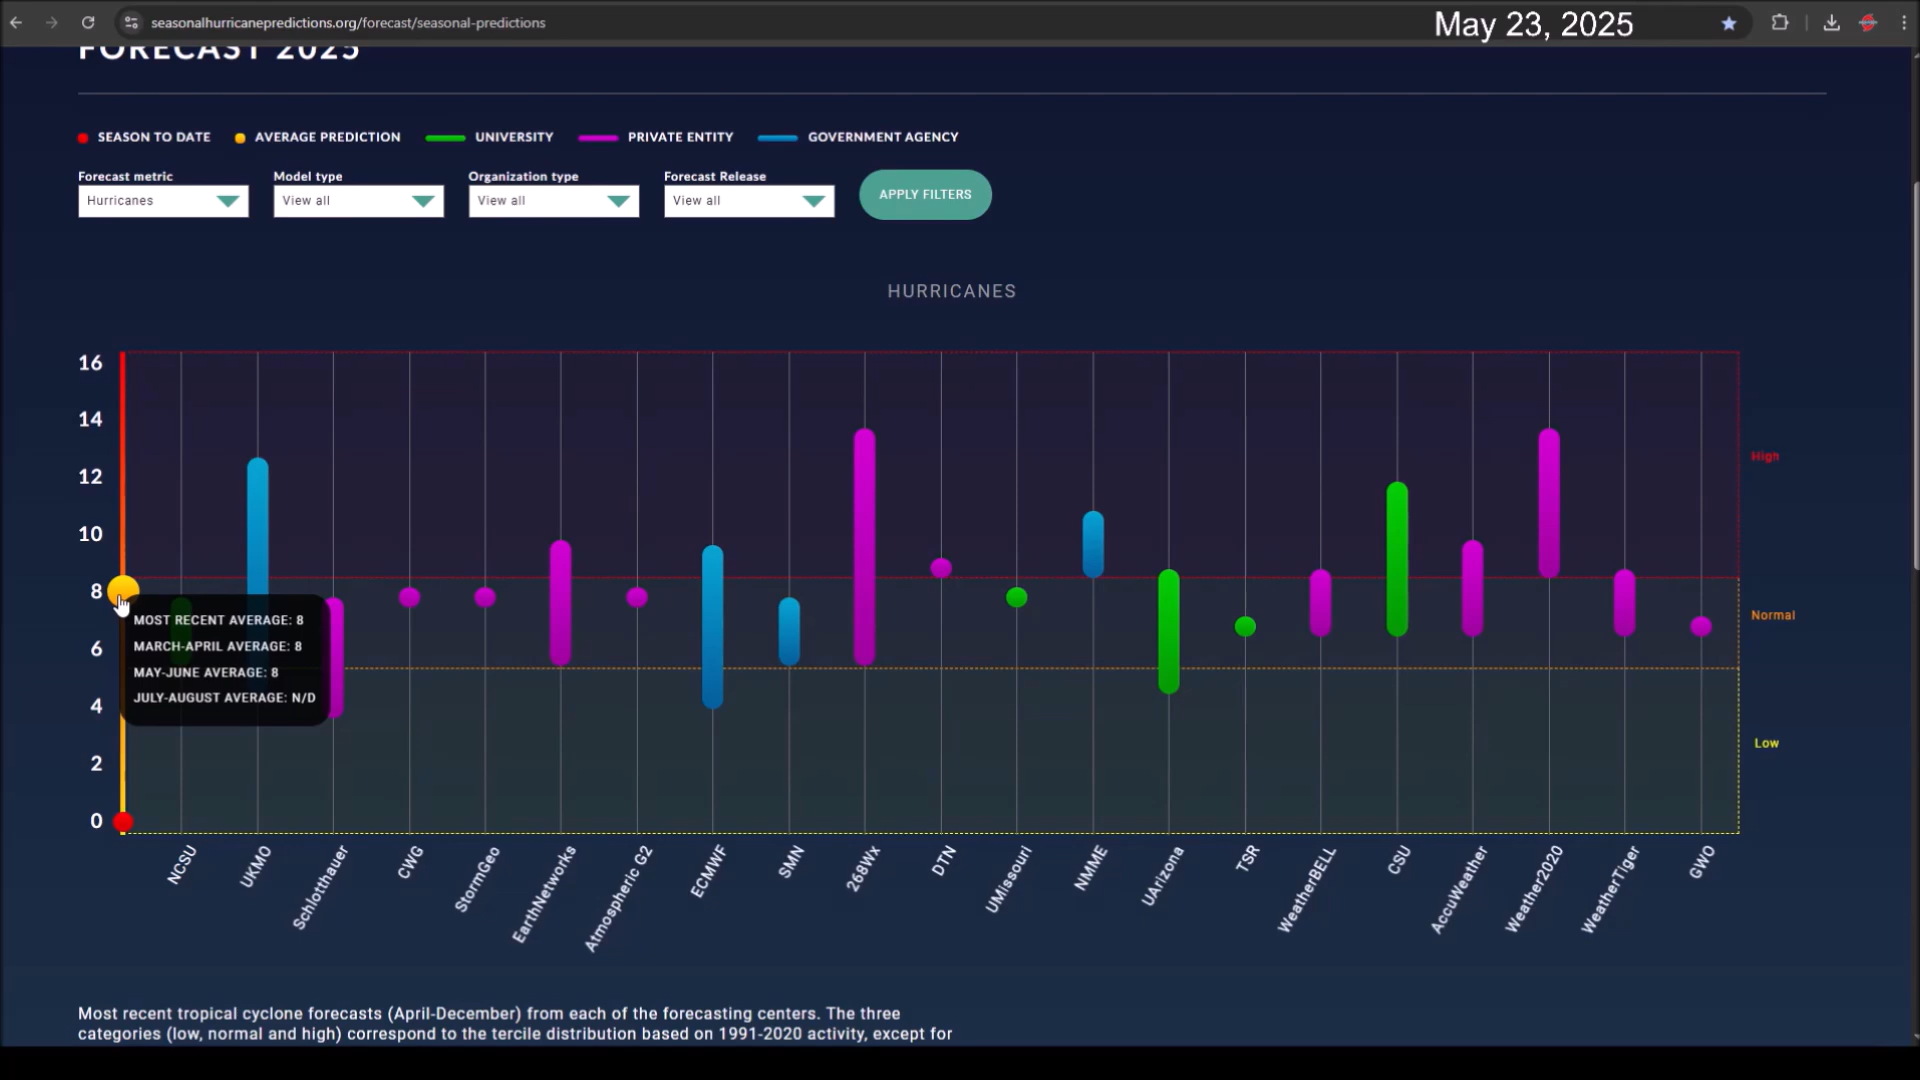 seasonalhurricanepredictions.org/forecast/seasonal-predictions
May 23, 2025
FORECAST 2025
SEASON TO DATE
AVERAGE PREDICTION
UNIVERSITY
PRIVATE ENTITY
GOVERNMENT AGENCY
Forecast metric
Model type
Organization type
Forecast Release
Hurricanes
View all
View all
View all
APPLY FILTERS
HURRICANES
16
14
12
10
8
6
4
2
0
High
Normal
Low
MOST RECENT AVERAGE: 8
MARCH-APRIL AVERAGE: 8
MAY-JUNE AVERAGE: 8
JULY-AUGUST AVERAGE: N/D
NCSU
UKMO
Schlotthauer
CWG
StormGeo
EarthNetworks
Atmospheric G2
ECMWF
SMN
268Wx
DTN
UMissouri
NMME
UArizona
TSR
WeatherBELL
CSU
AccuWeather
Weather2020
WeatherTiger
GWO
Most recent tropical cyclone forecasts (April-December) from each of the forecasting centers. The three
categories (low, normal and high) correspond to the tercile distribution based on 1991-2020 activity, except for